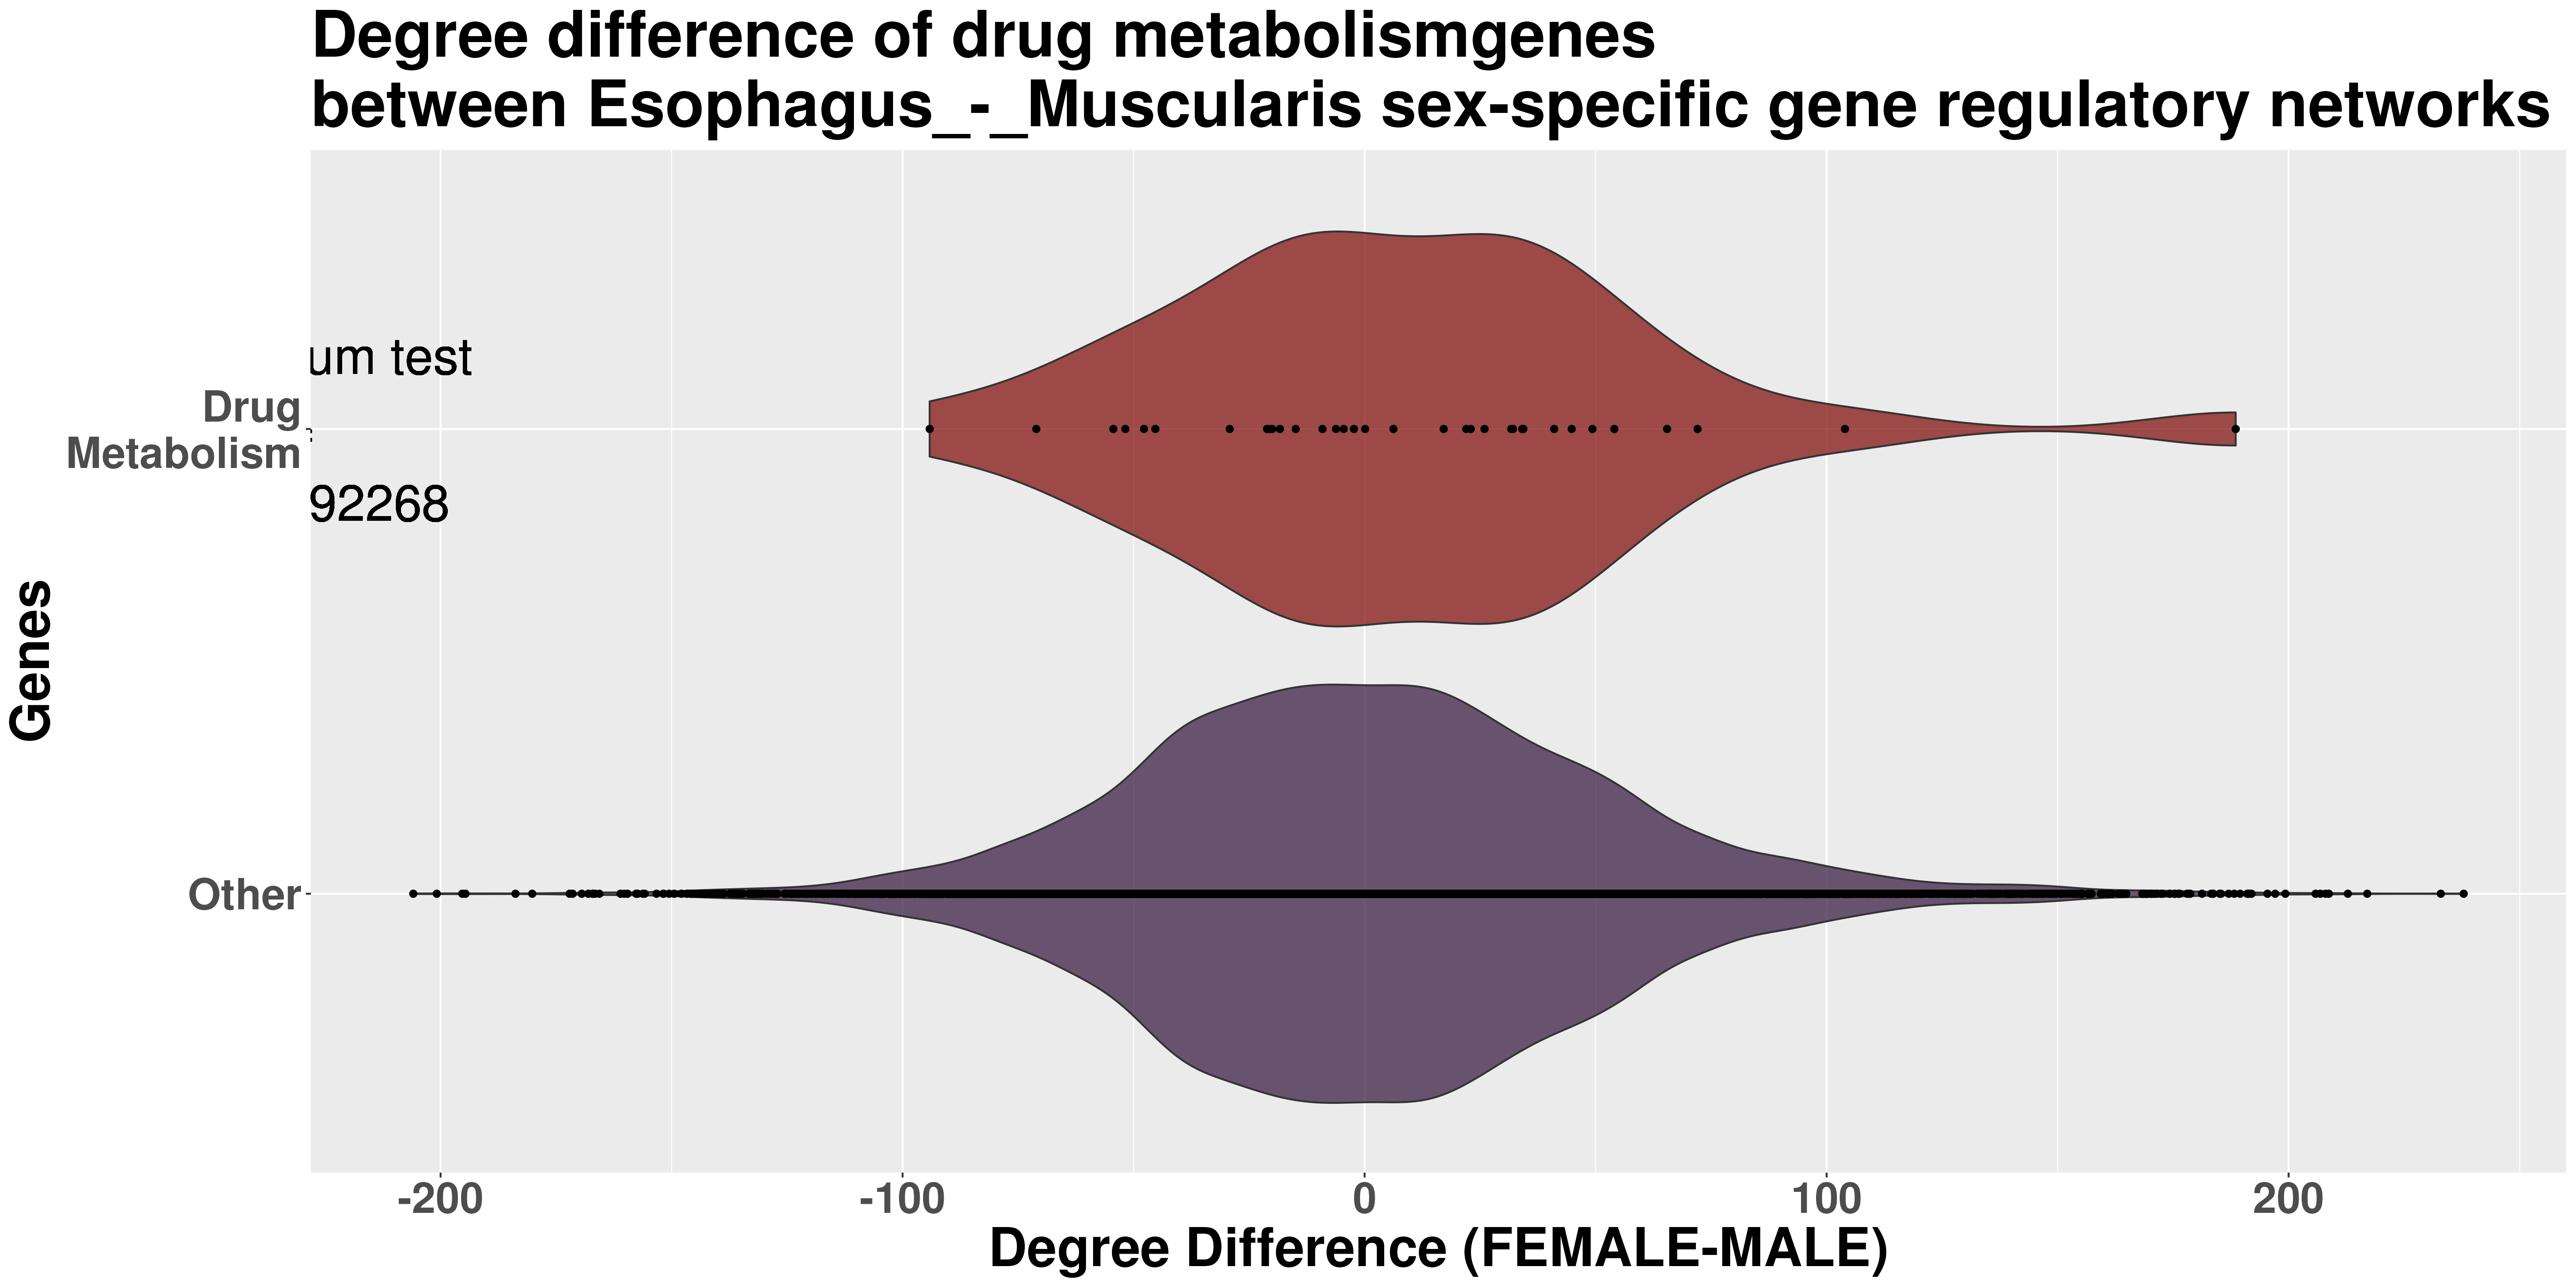 Degree difference of drug metabolismgenes
between Esophagus_-_Muscularis sex-specific gene regulatory networks
test
Drug
Metabolism
92268
Genes
Other
-200 -100 0 100 200
Degree Difference (FEMALE-MALE)